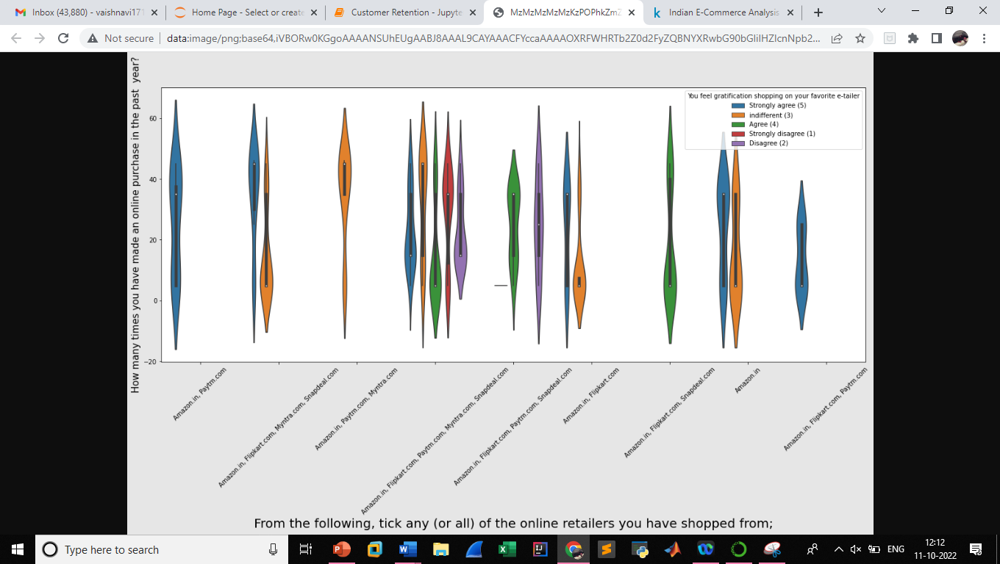 Inbox (43,880) - vaishnavi171
Home Page - Select or create
Customer Retention - Jupyte
MzMzMzMzMzKzPOPhkZmZ
Indian E-Commerce Analysis
Not secure
data:image/png;base64,iVBORw0KGgoAAAANSUhEUgAABJ8AAAL9CAYAAACFYccaAAAAOXRFWHRTb2Z0d2FyZQBNYXRwbG90bGliIHZlcnNpb2...
How many times you have made an online purchase in the past year?
You feel gratification shopping on your favorite e-tailer
Strongly agree (5)
indifferent (3)
Agree (4)
Strongly disagree (1)
Disagree (2)
60
40
20
0
−20
Amazon.in, Paytm.com
Amazon.in, Flipkart.com, Myntra.com, Snapdeal.com
Amazon.in, Paytm.com, Myntra.com
Amazon.in, Flipkart.com, Paytm.com, Myntra.com, Snapdeal.com
Amazon.in, Flipkart.com, Paytm.com, Snapdeal.com
Amazon.in, Flipkart.com
Amazon.in, Flipkart.com, Snapdeal.com
Amazon.in
Amazon.in, Flipkart.com, Paytm.com
From the following, tick any (or all) of the online retailers you have shopped from;
Type here to search
ENG
12:12
11-10-2022